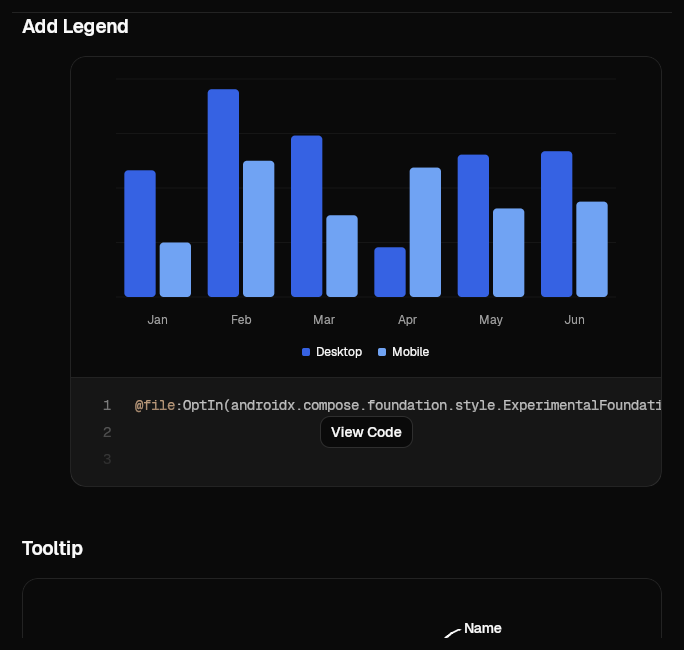 Add Legend
Jan Feb Mar Apr May Jun
Desktop Mobile
1 @file:OptIn(androidx.compose.foundation.style.ExperimentalFoundati
2
View Code
3
Tooltip
Name